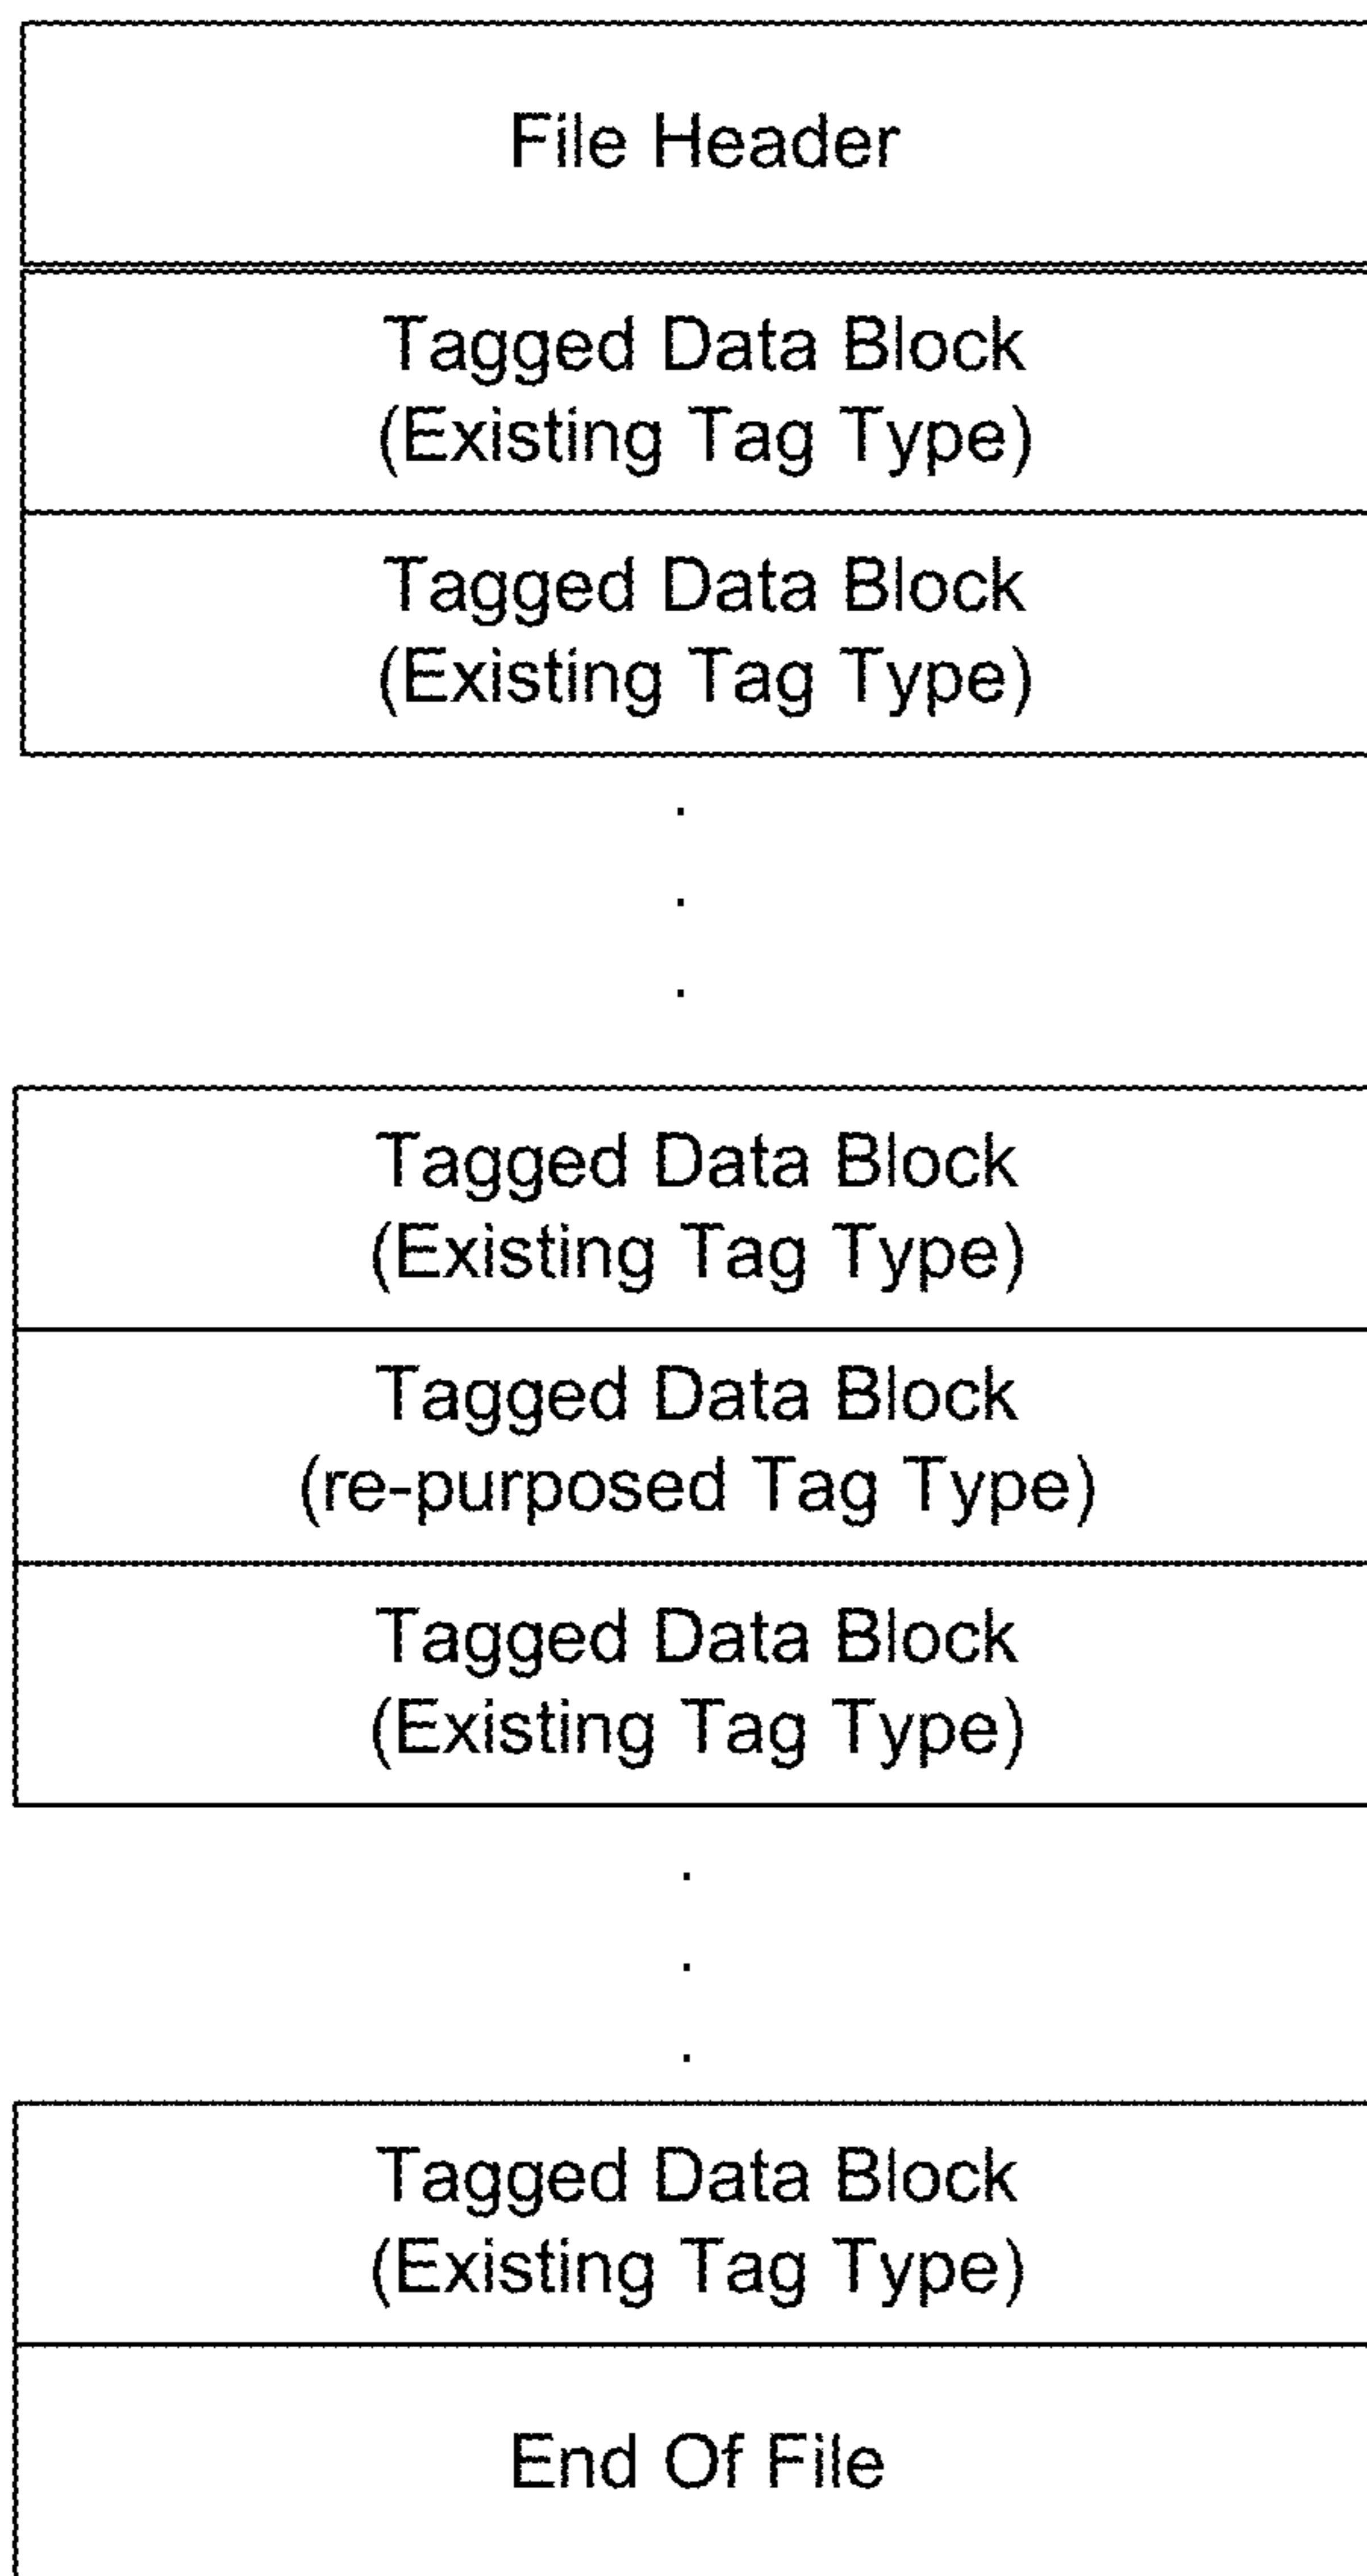 File Header
Tagged Data Block
(Existing Tag Type)
Tagged Data Block
(Existing Tag Type)
.
.
.
Tagged Data Block
(Existing Tag Type)
Tagged Data Block
(re-purposed Tag Type)
Tagged Data Block
(Existing Tag Type)
.
.
.
Tagged Data Block
(Existing Tag Type)
End Of File